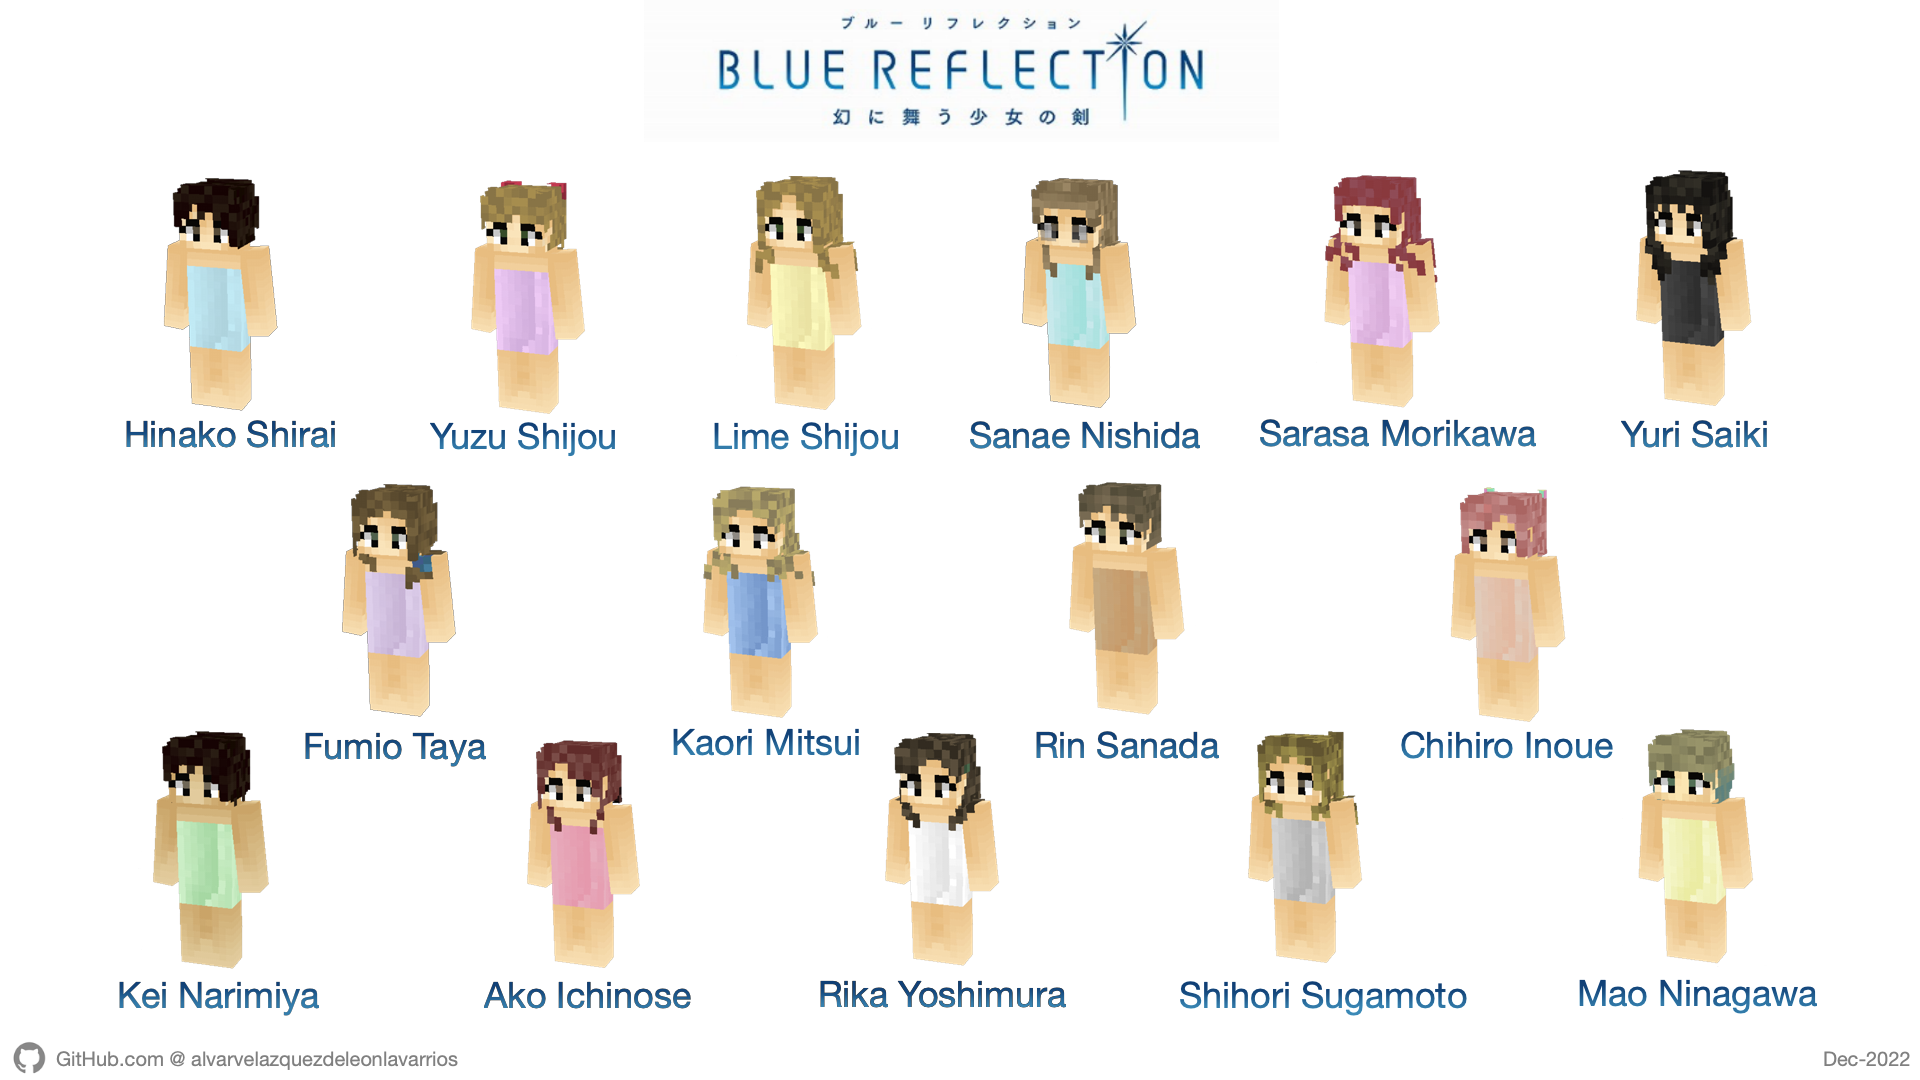 ブルーリフレクション
BLUE REFLECTION
幻に舞う少女の剣
Hinako Shirai
Yuzu Shijou
Lime Shijou
Sanae Nishida
Sarasa Morikawa
Yuri Saiki
Fumio Taya
Kaori Mitsui
Rin Sanada
Chihiro Inoue
Kei Narimiya
Ako Ichinose
Rika Yoshimura
Shihori Sugamoto
Mao Ninagawa
GitHub.com @ alvarvelazquezdeleonlavarrios
Dec-2022